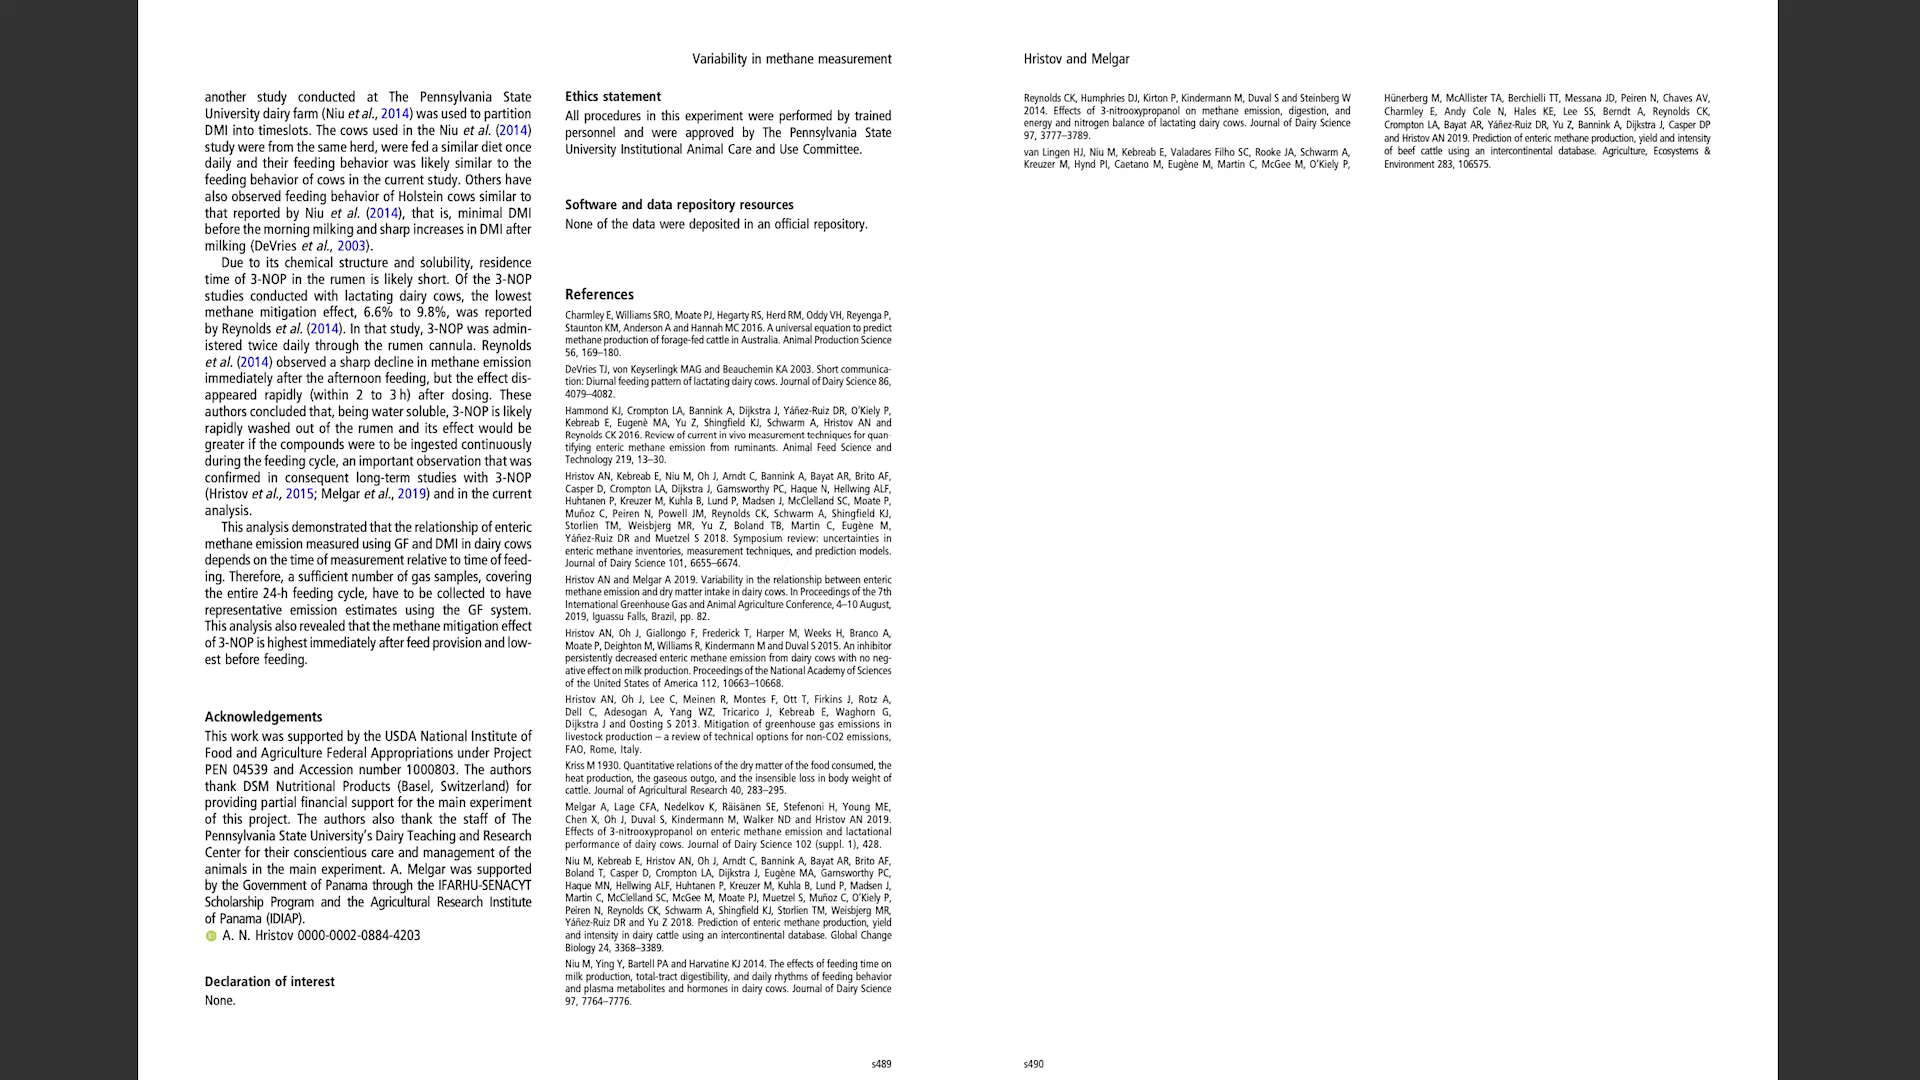 Variability in methane measurement
another study conducted at The Pennsylvania State
University dairy farm (Niu et al., 2014) was used to partition
DMI into timeslots. The cows used in the Niu et al. (2014)
study were from the same herd, were fed a similar diet once
daily and their feeding behavior was likely similar to the
feeding behavior of cows in the current study. Others have
also observed feeding behavior of Holstein cows similar to
that reported by Niu et al. (2014), that is, minimal DMI
before the morning milking and sharp increases in DMI after
milking (DeVries et al., 2003).
Due to its chemical structure and solubility, residence
time of 3-NOP in the rumen is likely short. Of the 3-NOP
studies conducted with lactating dairy cows, the lowest
methane mitigation effect, 6.6% to 9.8%, was reported
by Reynolds et al. (2014). In that study, 3-NOP was admin-
istered twice daily through the rumen cannula. Reynolds
et al. (2014) observed a sharp decline in methane emission
immediately after the afternoon feeding, but the effect dis-
appeared rapidly (within 2 to 3 h) after dosing. These
authors concluded that, being water soluble, 3-NOP is likely
rapidly washed out of the rumen and its effect would be
greater if the compounds were to be ingested continuously
during the feeding cycle, an important observation that was
confirmed in consequent long-term studies with 3-NOP
(Hristov et al., 2015; Melgar et al., 2019) and in the current
analysis.
This analysis demonstrated that the relationship of enteric
methane emission measured using GF and DMI in dairy cows
depends on the time of measurement relative to time of feed-
ing. Therefore, a sufficient number of gas samples, covering
the entire 24-h feeding cycle, have to be collected to have
representative emission estimates using the GF system.
This analysis also revealed that the methane mitigation effect
of 3-NOP is highest immediately after feed provision and low-
est before feeding.
Acknowledgements
This work was supported by the USDA National Institute of
Food and Agriculture Federal Appropriations under Project
PEN 04539 and Accession number 1000803. The authors
thank DSM Nutritional Products (Basel, Switzerland) for
providing partial financial support for the main experiment
of this project. The authors also thank the staff of The
Pennsylvania State University's Dairy Teaching and Research
Center for their conscientious care and management of the
animals in the main experiment. A. Melgar was supported
by the Government of Panama through the IFARHU-SENACYT
Scholarship Program and the Agricultural Research Institute
of Panama (IDIAP).
iD A. N. Hristov 0000-0002-0884-4203
Declaration of interest
None.
Ethics statement
All procedures in this experiment were performed by trained
personnel and were approved by The Pennsylvania State
University Institutional Animal Care and Use Committee.
Software and data repository resources
None of the data were deposited in an official repository.
References
Charmley E, Williams SRO, Moate PJ, Hegarty RS, Herd RM, Oddy VH, Reyenga P,
Staunton KM, Anderson A and Hannah MC 2016. A universal equation to predict
methane production of forage-fed cattle in Australia. Animal Production Science
56, 169–180.
DeVries TJ, von Keyserlingk MAG and Beauchemin KA 2003. Short communica-
tion: Diurnal feeding pattern of lactating dairy cows. Journal of Dairy Science 86,
4079–4082.
Hammond KJ, Crompton LA, Bannink A, Dijkstra J, Yáñez-Ruiz DR, O'Kiely P,
Kebreab E, Eugenè MA, Yu Z, Shingfield KJ, Schwarm A, Hristov AN and
Reynolds CK 2016. Review of current in vivo measurement techniques for quan-
tifying enteric methane emission from ruminants. Animal Feed Science and
Technology 219, 13–30.
Hristov AN, Kebreab E, Niu M, Oh J, Arndt C, Bannink A, Bayat AR, Brito AF,
Casper D, Crompton LA, Dijkstra J, Garnsworthy PC, Haque N, Hellwing ALF,
Huhtanen P, Kreuzer M, Kuhla B, Lund P, Madsen J, McClelland SC, Moate P,
Muñoz C, Peiren N, Powell JM, Reynolds CK, Schwarm A, Shingfield KJ,
Storlien TM, Weisbjerg MR, Yu Z, Boland TB, Martin C, Eugène M,
Yáñez-Ruiz DR and Muetzel S 2018. Symposium review: uncertainties in
enteric methane inventories, measurement techniques, and prediction models.
Journal of Dairy Science 101, 6655–6674.
Hristov AN and Melgar A 2019. Variability in the relationship between enteric
methane emission and dry matter intake in dairy cows. In Proceedings of the 7th
International Greenhouse Gas and Animal Agriculture Conference, 4–10 August,
2019, Iguassu Falls, Brazil, pp. 82.
Hristov AN, Oh J, Giallongo F, Frederick T, Harper M, Weeks H, Branco A,
Moate P, Deighton M, Williams R, Kindermann M and Duval S 2015. An inhibitor
persistently decreased enteric methane emission from dairy cows with no neg-
ative effect on milk production. Proceedings of the National Academy of Sciences
of the United States of America 112, 10663–10668.
Hristov AN, Oh J, Lee C, Meinen R, Montes F, Ott T, Firkins J, Rotz A,
Dell C, Adesogan A, Yang WZ, Tricarico J, Kebreab E, Waghorn G,
Dijkstra J and Oosting S 2013. Mitigation of greenhouse gas emissions in
livestock production – a review of technical options for non-CO2 emissions,
FAO, Rome, Italy.
Kriss M 1930. Quantitative relations of the dry matter of the food consumed, the
heat production, the gaseous outgo, and the insensible loss in body weight of
cattle. Journal of Agricultural Research 40, 283–295.
Melgar A, Lage CFA, Nedelkov K, Räisänen SE, Stefenoni H, Young ME,
Chen X, Oh J, Duval S, Kindermann M, Walker ND and Hristov AN 2019.
Effects of 3-nitrooxypropanol on enteric methane emission and lactational
performance of dairy cows. Journal of Dairy Science 102 (suppl. 1), 428.
Niu M, Kebreab E, Hristov AN, Oh J, Arndt C, Bannink A, Bayat AR, Brito AF,
Boland T, Casper D, Crompton LA, Dijkstra J, Eugène MA, Garnsworthy PC,
Haque MN, Hellwing ALF, Huhtanen P, Kreuzer M, Kuhla B, Lund P, Madsen J,
Martin C, McClelland SC, McGee M, Moate PJ, Muetzel S, Muñoz C, O'Kiely P,
Peiren N, Reynolds CK, Schwarm A, Shingfield KJ, Storlien TM, Weisbjerg MR,
Yáñez-Ruiz DR and Yu Z 2018. Prediction of enteric methane production, yield
and intensity in dairy cattle using an intercontinental database. Global Change
Biology 24, 3368–3389.
Niu M, Ying Y, Bartell PA and Harvatine KJ 2014. The effects of feeding time on
milk production, total-tract digestibility, and daily rhythms of feeding behavior
and plasma metabolites and hormones in dairy cows. Journal of Dairy Science
97, 7764–7776.
s489
Hristov and Melgar
Reynolds CK, Humphries DJ, Kirton P, Kindermann M, Duval S and Steinberg W
2014. Effects of 3-nitrooxypropanol on methane emission, digestion, and
energy and nitrogen balance of lactating dairy cows. Journal of Dairy Science
97, 3777–3789.
van Lingen HJ, Niu M, Kebreab E, Valadares Filho SC, Rooke JA, Schwarm A,
Kreuzer M, Hynd PI, Caetano M, Eugène M, Martin C, McGee M, O'Kiely P,
Hünerberg M, McAllister TA, Berchielli TT, Messana JD, Peiren N, Chaves AV,
Charmley E, Andy Cole N, Hales KE, Lee SS, Berndt A, Reynolds CK,
Crompton LA, Bayat AR, Yáñez-Ruiz DR, Yu Z, Bannink A, Dijkstra J, Casper DP
and Hristov AN 2019. Prediction of enteric methane production, yield and intensity
of beef cattle using an intercontinental database. Agriculture, Ecosystems &
Environment 283, 106575.
s490